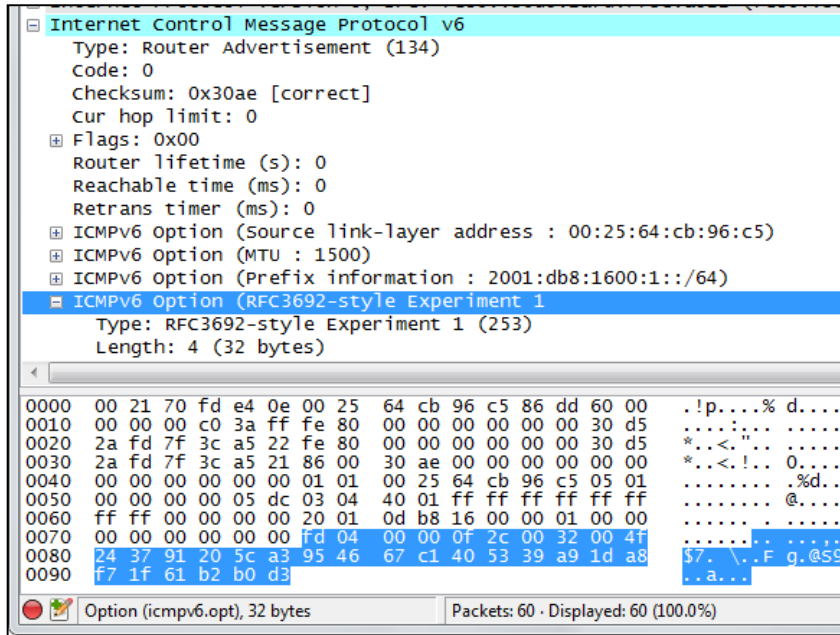 Internet Control Message Protocol v6
Type: Router Advertisement (134)
Code: 0
Checksum: 0x30ae [correct]
Cur hop limit: 0
Flags: 0x00
Router lifetime (s): 0
Reachable time (ms): 0
Retrans timer (ms): 0
ICMPv6 Option (Source link-layer address : 00:25:64:cb:96:c5)
ICMPv6 Option (MTU : 1500)
ICMPv6 Option (Prefix information : 2001:db8:1600:1::/64)
ICMPv6 Option (RFC3692-style Experiment 1
Type: RFC3692-style Experiment 1 (253)
Length: 4 (32 bytes)
0000 00 21 70 fd e4 0e 00 25 64 cb 96 c5 86 dd 60 00 .!p....% d....
0010 00 00 00 c0 3a ff fe 80 00 00 00 00 00 00 30 d5 ....:... .....
0020 2a fd 7f 3c a5 22 fe 80 00 00 00 00 00 00 30 d5 *..<.".. .....
0030 2a fd 7f 3c a5 21 86 00 30 ae 00 00 00 00 00 00 *..<.!.. 0....
0040 00 00 00 00 00 00 01 01 00 25 64 cb 96 c5 05 01 ........ .%d..
0050 00 00 00 00 05 dc 03 04 40 01 ff ff ff ff ff ff ........ @....
0060 ff ff 00 00 00 00 20 01 0d b8 16 00 00 01 00 00 ...... . .....
0070 00 00 00 00 00 00 fd 04 00 00 0f 2c 00 32 00 4f ........ ...,.
0080 24 37 91 20 5c a3 95 46 67 c1 40 53 39 a9 1d a8 $7. \..F g.@S9
0090 f7 1f 61 b2 b0 d3 ..a...
Option (icmpv6.opt), 32 bytes
Packets: 60 · Displayed: 60 (100.0%)